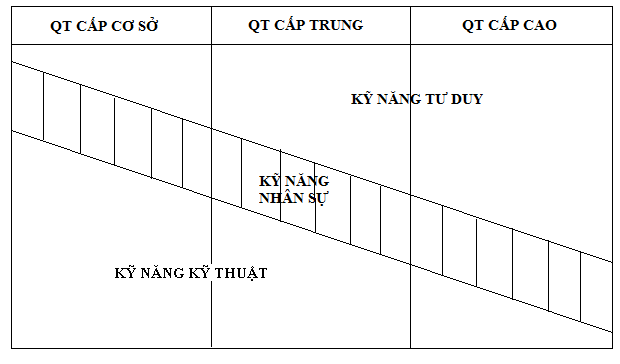 QT CẤP CƠ SỞ
QT CẤP TRUNG
QT CẤP CAO
KỸ NĂNG TƯ DUY
KỸ NĂNG
NHÂN SỰ
KỸ NĂNG KỸ THUẬT